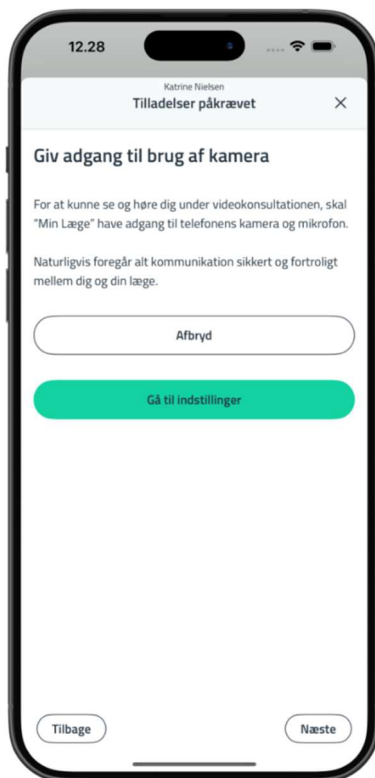 12.28
Katrine Nielsen
Tilladelser påkrævet
Giv adgang til brug af kamera
For at kunne se og høre dig under videokonsultationen, skal
"Min Læge" have adgang til telefonens kamera og mikrofon.
Naturligvis foregår alt kommunikation sikkert og fortroligt
mellem dig og din læge.
Afbryd
Gå til indstillinger
Tilbage
Næste